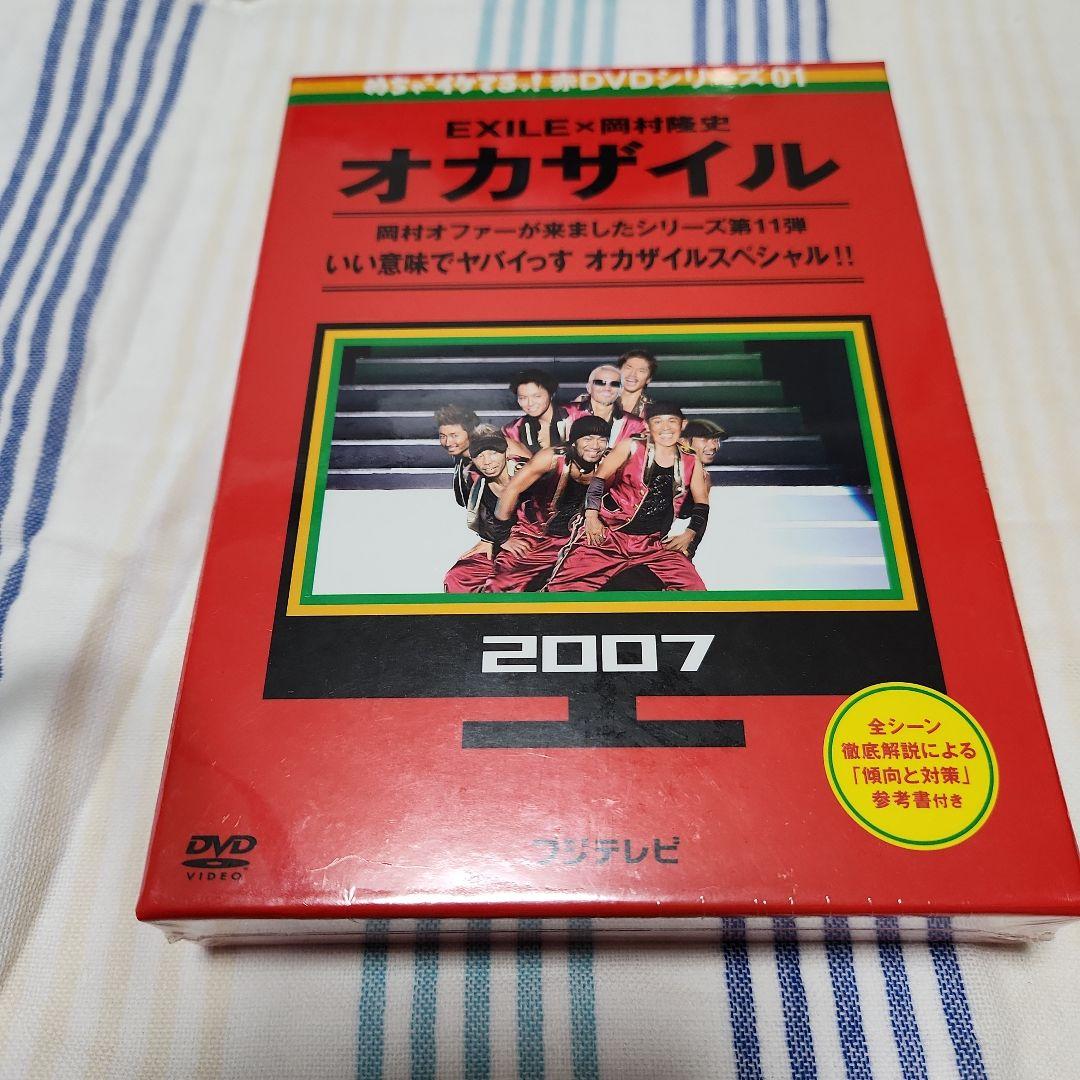 めちゃイケてるッ! 赤DVDシリーズ 01
EXILE×岡村隆史
オカザイル
岡村オファーが来ましたシリーズ第11弾
いい意味でヤバイっす オカザイルスペシャル!!
2007
全シーン
徹底解説による
「傾向と対策」
参考書付き
DVD
VIDEO
フジテレビ